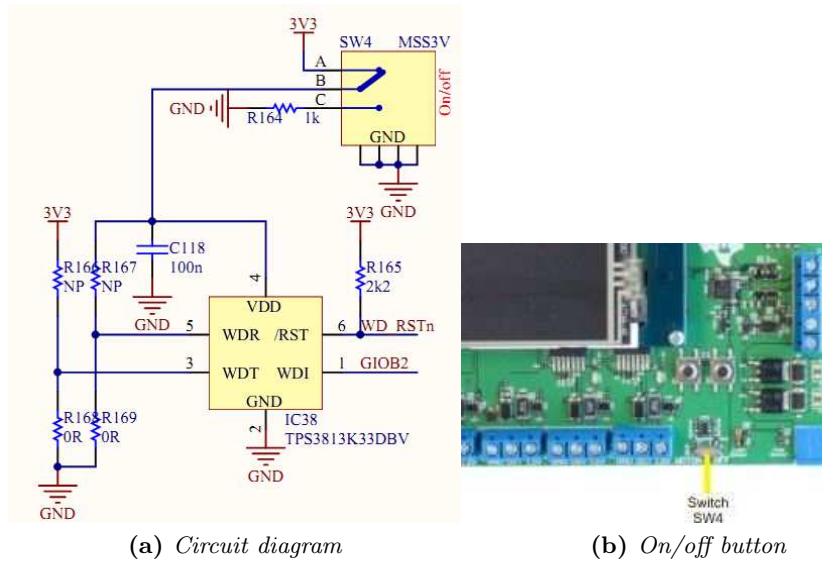 3V3
SW4 MSS3V
A
B
C
On/off
GND
R164 1k
GND
GND
3V3
3V3
R166 R167
NP NP
C118
100n
R165
2k2
GND
4
VDD
5 WDR /RST 6 WD_RSTn
3 WDT WDI 1 GIOB2
GND
2
R168 R169
0R 0R
IC38
TPS3813K33DBV
GND
GND
Switch
SW4
(a) Circuit diagram
(b) On/off button